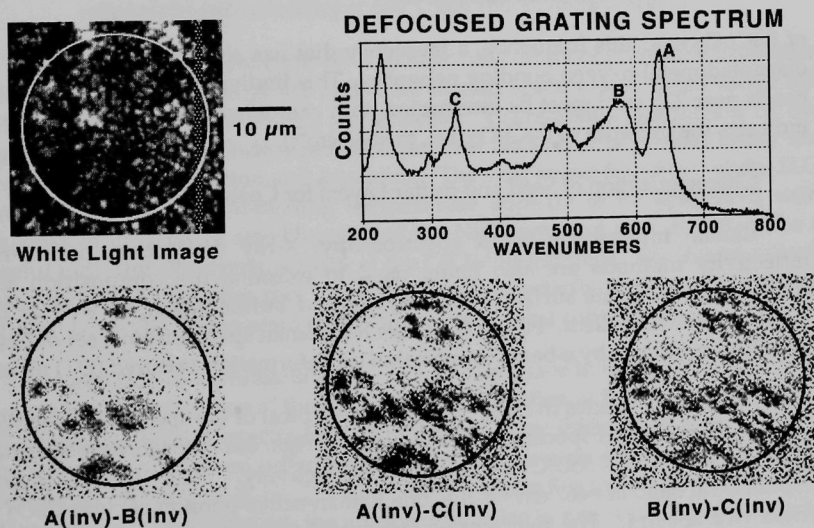 DEFOCUSED GRATING SPECTRUM
Counts
C
B
A
10 µm
200 300 400 500 600 700 800
WAVENUMBERS
White Light Image
A(inv)-B(inv)
A(inv)-C(inv)
B(inv)-C(inv)